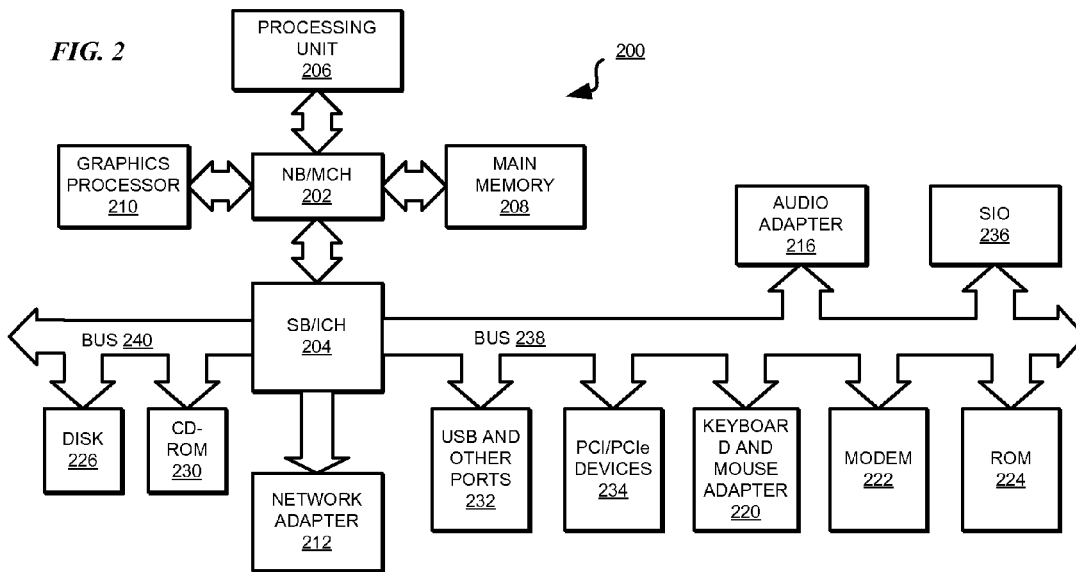 FIG. 2
PROCESSING
UNIT
206
200
GRAPHICS
PROCESSOR
210
NB/MCH
202
MAIN
MEMORY
208
AUDIO
ADAPTER
216
SIO
236
SB/ICH
204
BUS 240
BUS 238
DISK
226
CD-
ROM
230
NETWORK
ADAPTER
212
USB AND
OTHER
PORTS
232
PCI/PCIe
DEVICES
234
KEYBOAR
D AND
MOUSE
ADAPTER
220
MODEM
222
ROM
224